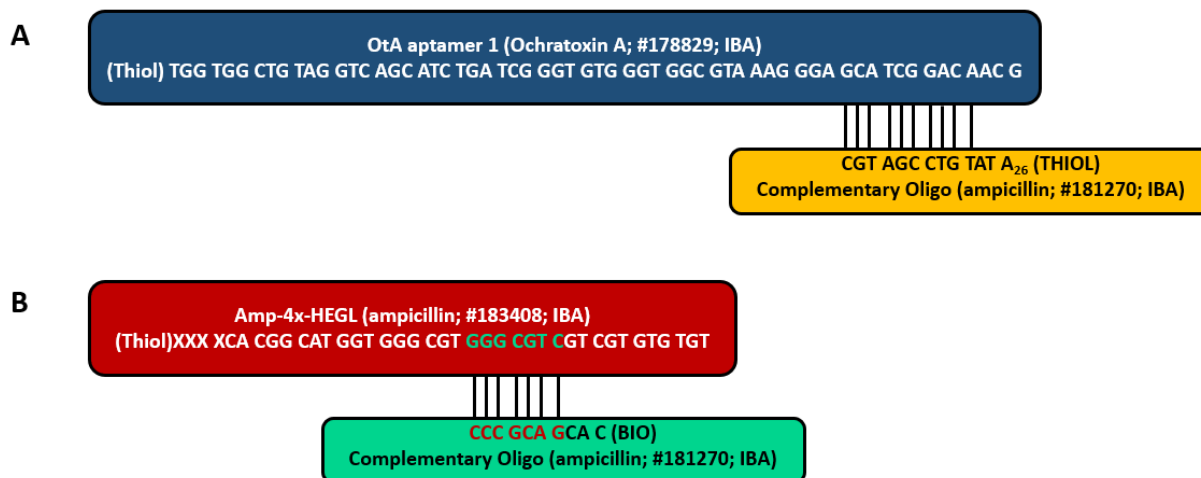 A
OtA aptamer 1 (Ochratoxin A; #178829; IBA)
(Thiol) TGG TGG CTG TAG GTC AGC ATC TGA TCG GGT GTG GGT GGC GTA AAG GGA GCA TCG GAC AAC G
CGT AGC CTG TAT A₂₆ (THIOL)
Complementary Oligo (ampicillin; #181270; IBA)
B
Amp-4x-HEGL (ampicillin; #183408; IBA)
(Thiol)XXX XCA CGG CAT GGT GGG CGT GGG CGT CGT CGT GTG TGT
CCC GCA GCA C (BIO)
Complementary Oligo (ampicillin; #181270; IBA)